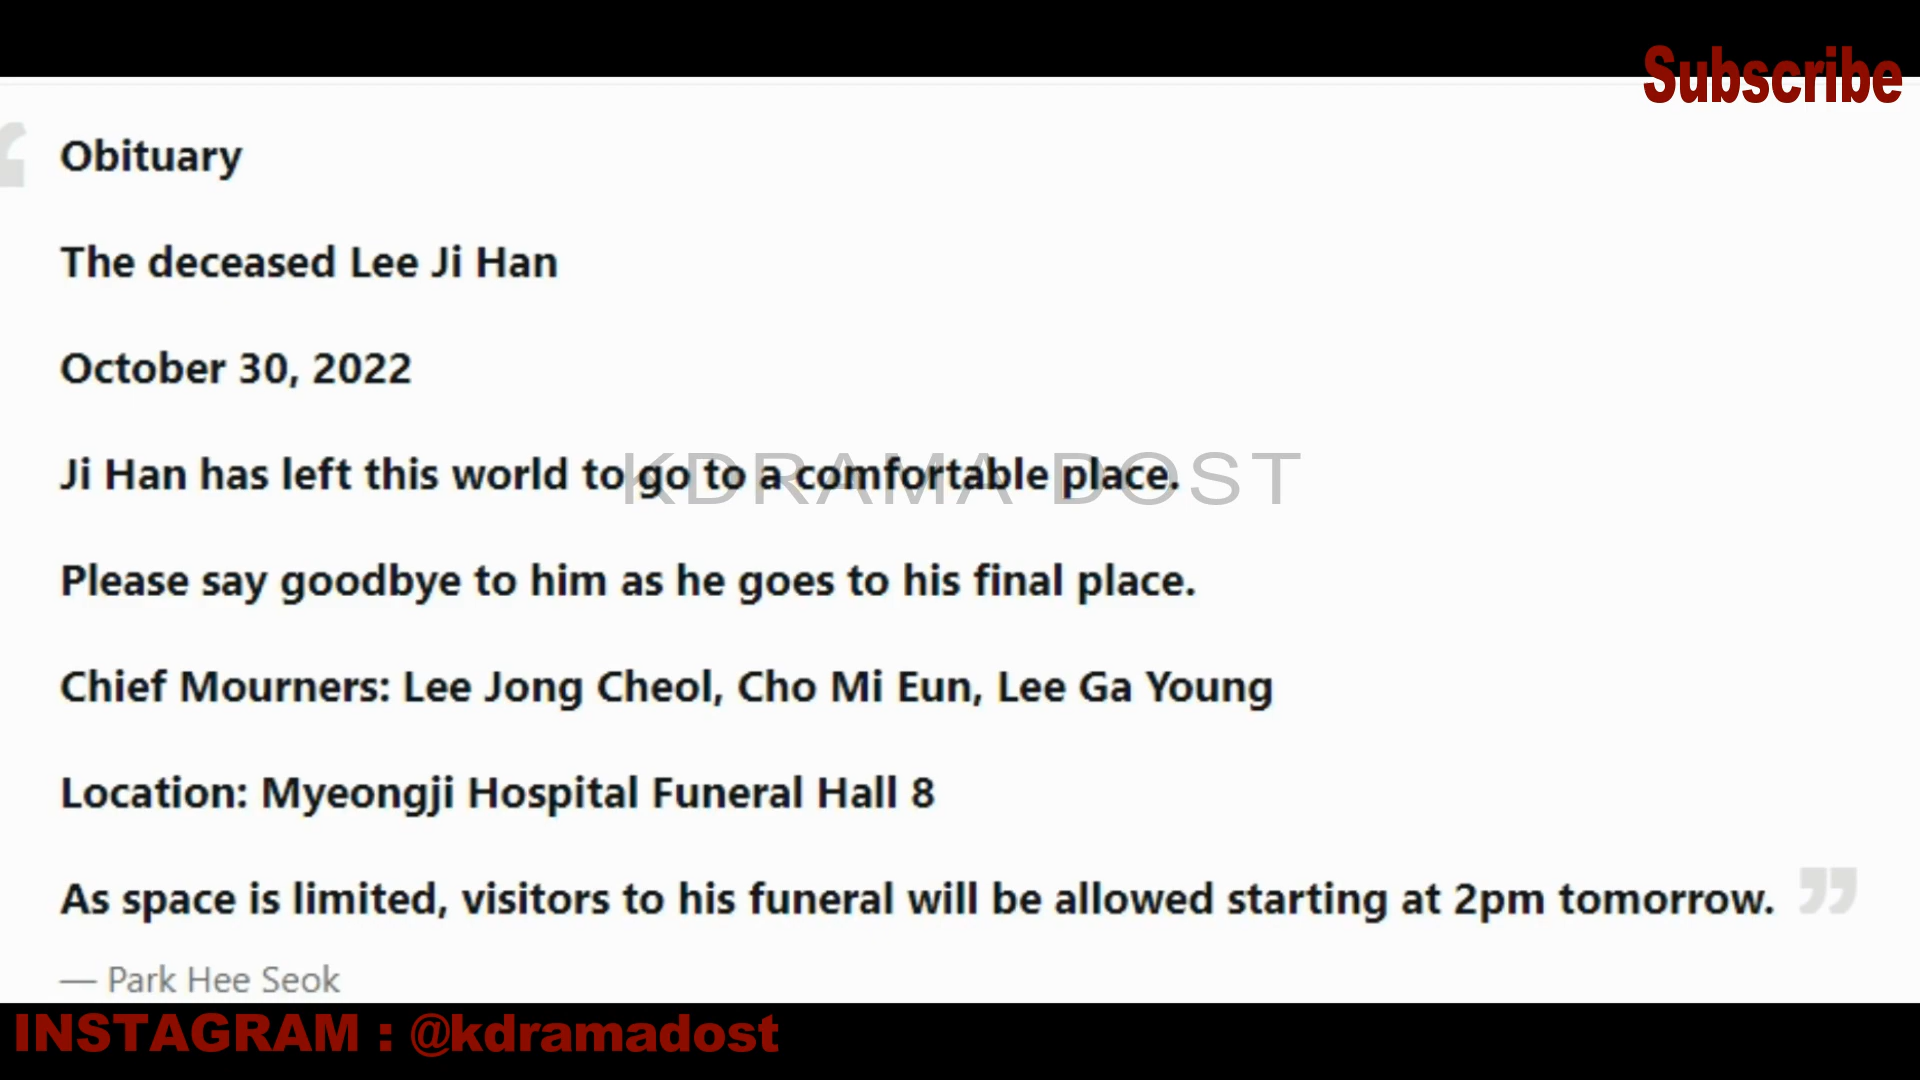 Subscribe
Obituary
The deceased Lee Ji Han
October 30, 2022
Ji Han has left this world to go to a comfortable place.
KDRAMA DOST
Please say goodbye to him as he goes to his final place.
Chief Mourners: Lee Jong Cheol, Cho Mi Eun, Lee Ga Young
Location: Myeongji Hospital Funeral Hall 8
As space is limited, visitors to his funeral will be allowed starting at 2pm tomorrow. ”
— Park Hee Seok
INSTAGRAM : @kdramadost